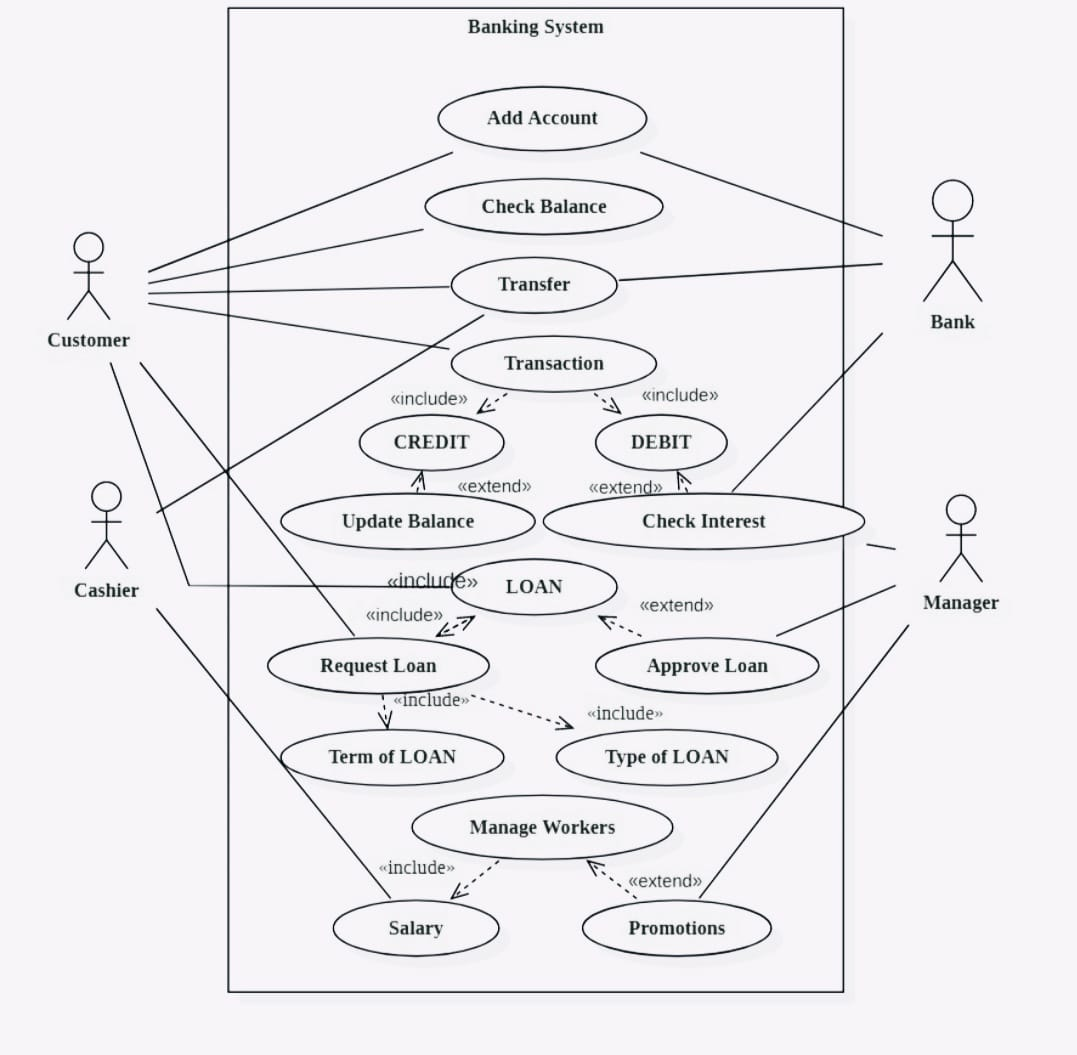 Banking System
Add Account
Check Balance
Transfer
Customer
Bank
Transaction
«include»
«include»
CREDIT
DEBIT
«extend»
«extend»
Update Balance
Check Interest
Cashier
Manager
«include»
LOAN
«include»
«extend»
Request Loan
Approve Loan
«include»
«include»
Term of LOAN
Type of LOAN
Manage Workers
«include»
«extend»
Salary
Promotions